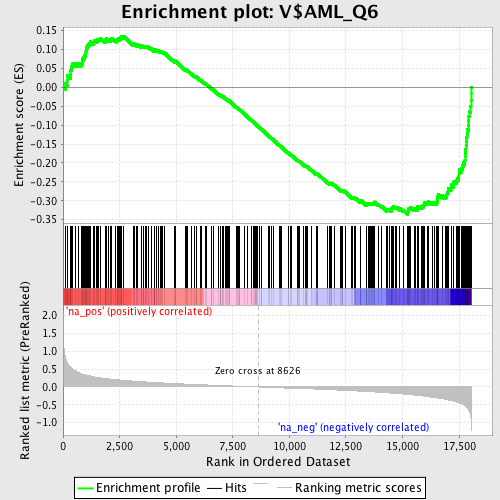 Enrichment plot: V$AML_Q6
Enrichment score (ES)
0.15
0.10
0.05
0.00
-0.05
-0.10
-0.15
-0.20
-0.25
-0.30
-0.35
'na_pos' (positively correlated)
Ranked list metric (PreRanked)
2.0
1.5
1.0
0.5
0.0
-0.5
-1.0
Zero cross at 8626
'na_neg' (negatively correlated)
0
2,500
5,000
7,500
10,000
12,500
15,000
17,500
Rank in Ordered Dataset
Enrichment profile
Hits
Ranking metric scores